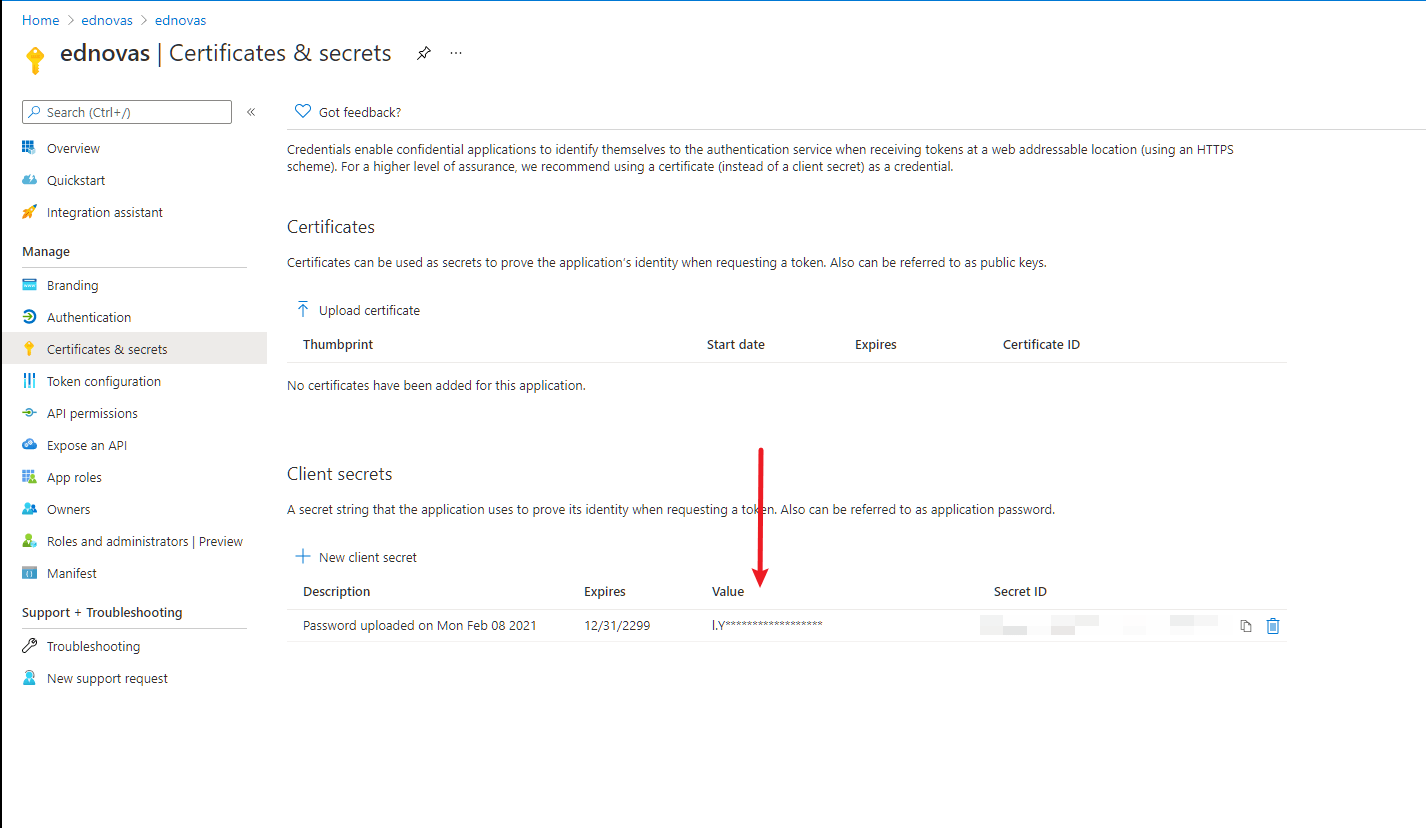 Home > ednovas > ednovas
ednovas | Certificates & secrets
Search (Ctrl+/)
«
Overview
Quickstart
Integration assistant
Manage
Branding
Authentication
Certificates & secrets
Token configuration
API permissions
Expose an API
App roles
Owners
Roles and administrators | Preview
Manifest
Support + Troubleshooting
Troubleshooting
New support request
Got feedback?
Credentials enable confidential applications to identify themselves to the authentication service when receiving tokens at a web addressable location (using an HTTPS
scheme). For a higher level of assurance, we recommend using a certificate (instead of a client secret) as a credential.
Certificates
Certificates can be used as secrets to prove the application's identity when requesting a token. Also can be referred to as public keys.
Upload certificate
Thumbprint Start date Expires Certificate ID
No certificates have been added for this application.
Client secrets
A secret string that the application uses to prove its identity when requesting a token. Also can be referred to as application password.
New client secret
Description Expires Value Secret ID
Password uploaded on Mon Feb 08 2021 12/31/2299 l.Y******************